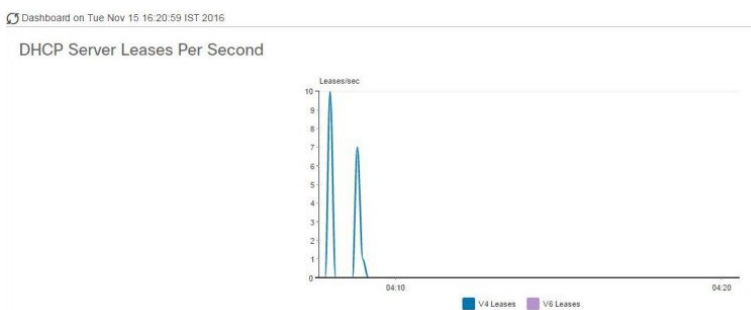 Dashboard on Tue Nov 15 16:20:59 IST 2016
DHCP Server Leases Per Second
Leases/sec
10
9
8
7
6
5
4
3
2
1
0
04:10
04:20
V4 Leases
V6 Leases